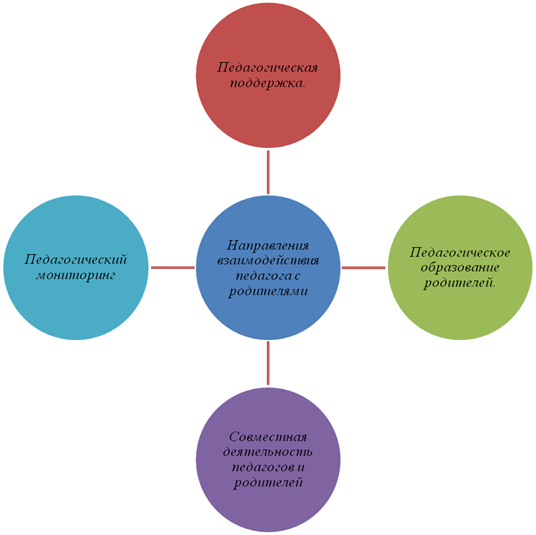 Педагогическая
поддержка.
Педагогический
мониторинг
Направления
взаимодействия
педагога с
родителями
Педагогическое
образование
родителей.
Совместная
деятельность
педагогов и
родителей